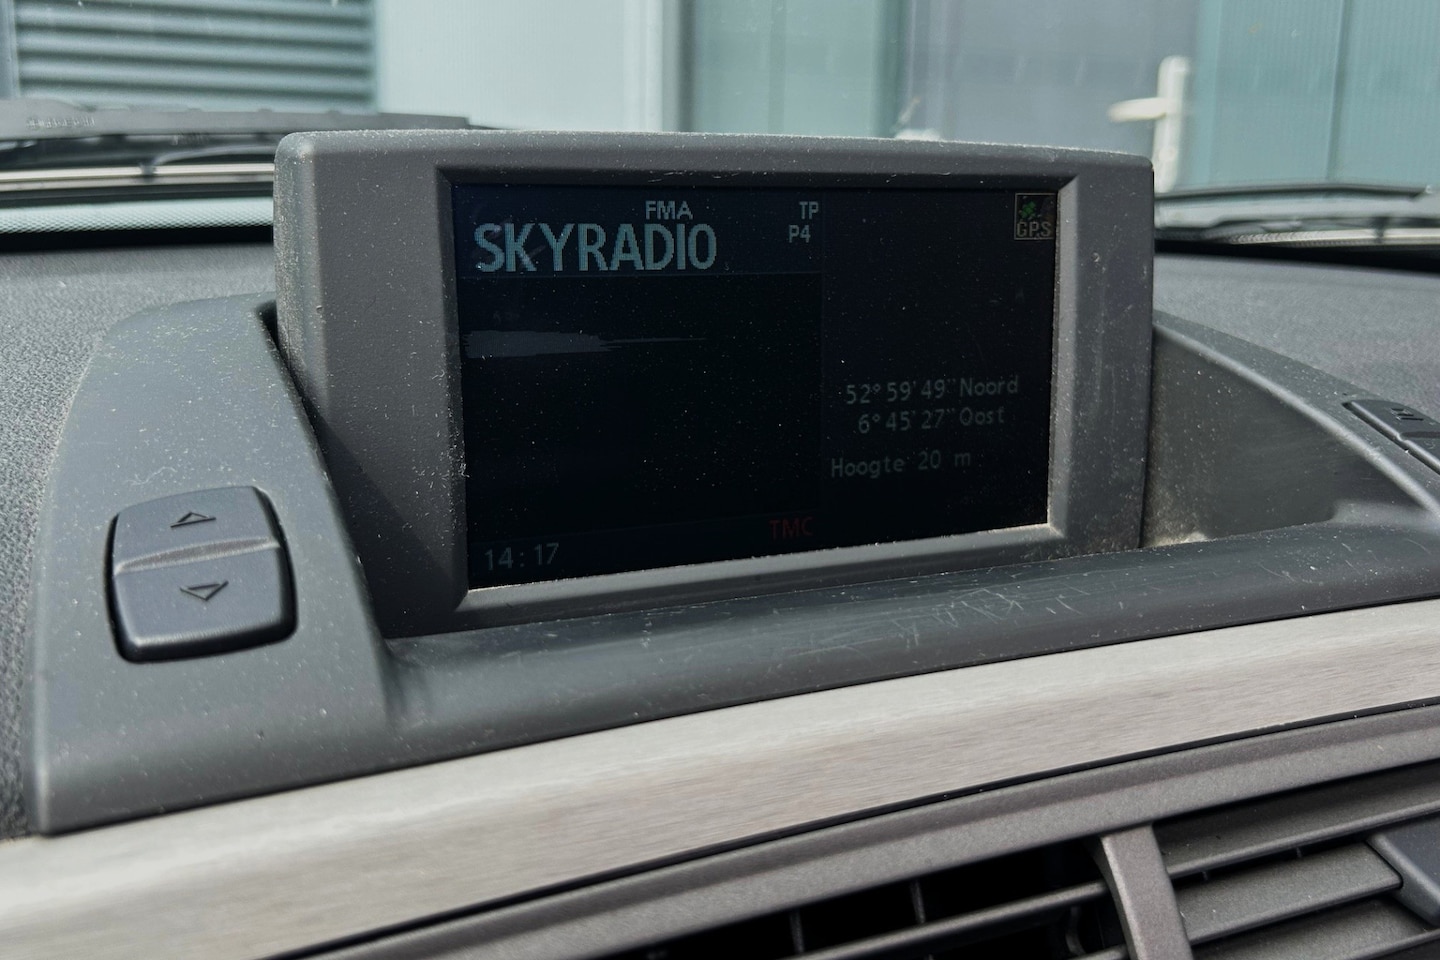 FMA TP
SKYRADIO P4
GPS
52°59'49" Noord
6°45'27" Oost
Hoogte 20 m
TMC
14:17